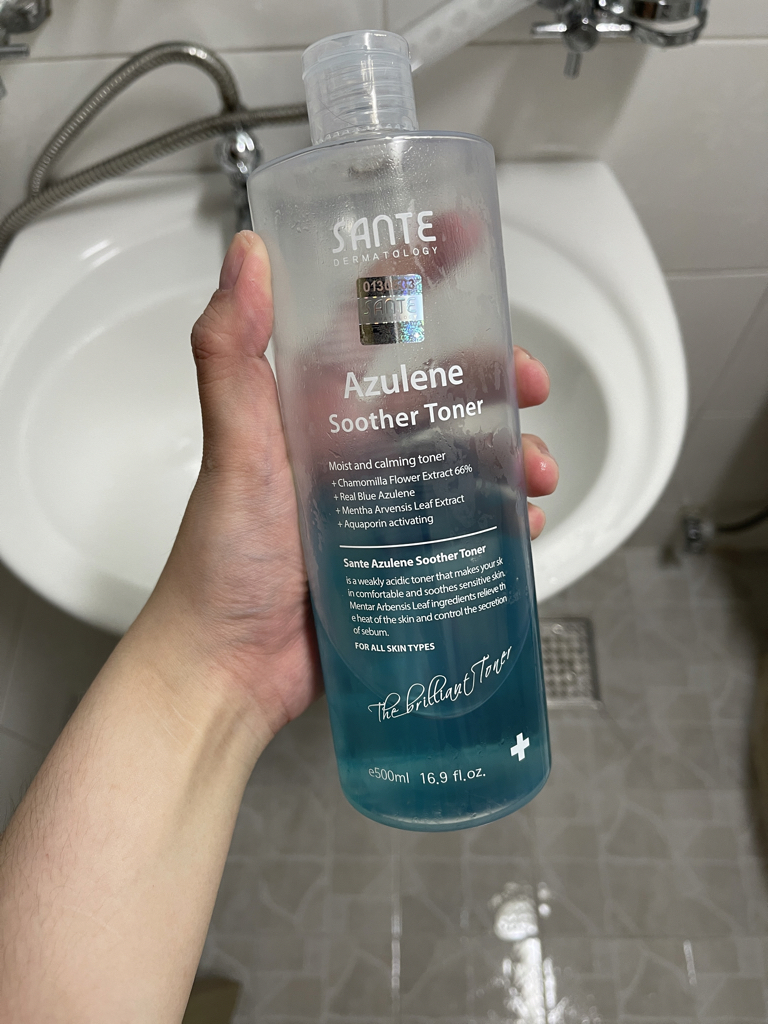 SANTE
DERMATOLOGY
SANTE
Azulene
Soother Toner
Moist and calming toner
+ Chamomilla Flower Extract 66%
+ Real Blue Azulene
+ Mentha Arvensis Leaf Extract
+ Aquaporin activating
Sante Azulene Soother Toner
is a weakly acidic toner that makes your sk
in comfortable and soothes sensitive skin.
Mentar Arbensis Leaf ingredients relieve th
e heat of the skin and control the secretion
of sebum.
FOR ALL SKIN TYPES
The brilliant Toner
e500ml 16.9 fl.oz.